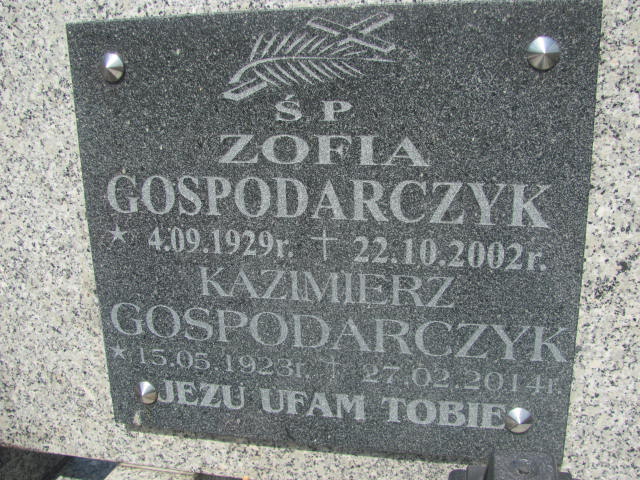 Ś. P.
ZOFIA
GOSPODARCZYK
* 4.09.1929r. † 22.10.2002r.
KAZIMIERZ
GOSPODARCZYK
* 15.05.1923r. † 27.02.2014r.
JEZU UFAM TOBIE